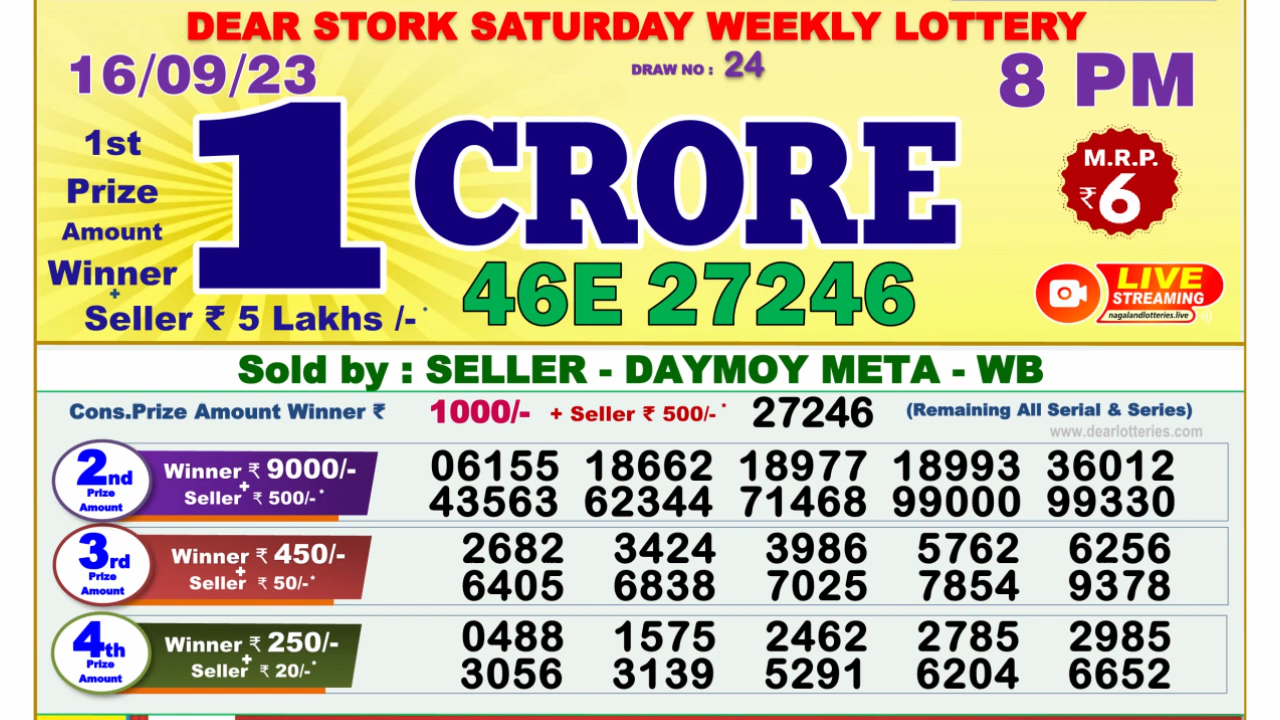 DEAR STORK SATURDAY WEEKLY LOTTERY
16/09/23
DRAW NO : 24
8 PM
1st
Prize
Amount
Winner
+
Seller ₹ 5 Lakhs /-*
1 CRORE
46E 27246
M.R.P.
₹6
LIVE
STREAMING
nagalandlotteries.live
Sold by : SELLER - DAYMOY META - WB
Cons.Prize Amount Winner ₹ 1000/- + Seller ₹ 500/-* 27246 (Remaining All Serial & Series)
www.dearlotteries.com
2nd
Prize
Amount
Winner ₹ 9000/-
+
Seller ₹ 500/-*
06155 18662 18977 18993 36012
43563 62344 71468 99000 99330
3rd
Prize
Amount
Winner ₹ 450/-
+
Seller ₹ 50/-*
2682 3424 3986 5762 6256
6405 6838 7025 7854 9378
4th
Prize
Amount
Winner ₹ 250/-
+
Seller ₹ 20/-*
0488 1575 2462 2785 2985
3056 3139 5291 6204 6652